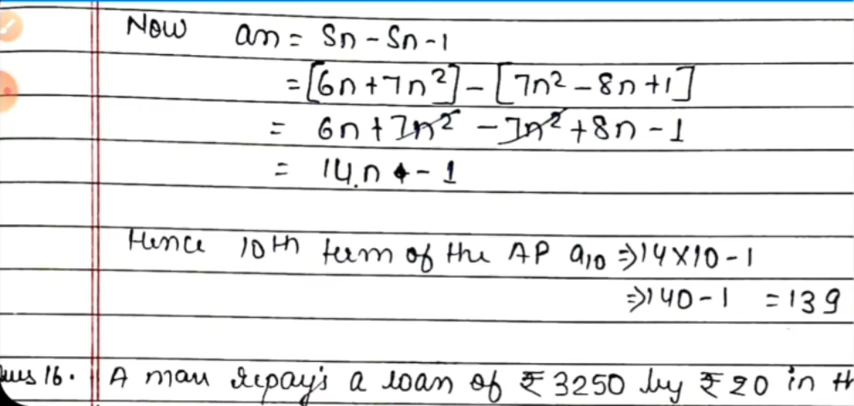 Now an = Sn - Sn-1
= [6n + 7n²] - [7n² - 8n + 1]
= 6n + 7n² - 7n² + 8n - 1
= 14n - 1
Hence 10th term of the AP a₁₀ ⇒ 14 × 10 - 1
⇒ 140 - 1 = 139
16. A man repay's a loan of ₹ 3250 by ₹ 20 in th